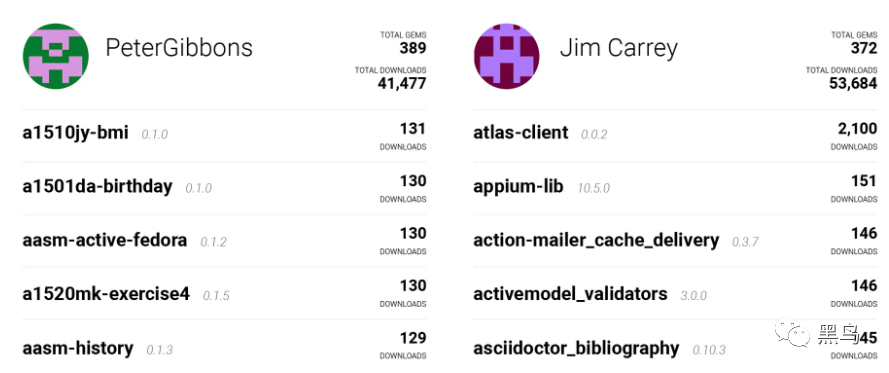 PeterGibbons
TOTAL GEMS
389
TOTAL DOWNLOADS
41,477
a1510jy-bmi 0.1.0 131
DOWNLOADS
a1501da-birthday 0.1.0 130
DOWNLOADS
aasm-active-fedora 0.1.2 130
DOWNLOADS
a1520mk-exercise4 0.1.5 130
DOWNLOADS
aasm-history 0.1.3 129
DOWNLOADS
Jim Carrey
TOTAL GEMS
372
TOTAL DOWNLOADS
53,684
atlas-client 0.0.2 2,100
DOWNLOADS
appium-lib 10.5.0 151
DOWNLOADS
action-mailer_cache_delivery 0.3.7 146
DOWNLOADS
activemodel_validators 3.0.0 146
DOWNLOADS
asciidoctor_bibliography 0.10.3
DOWNLOADS
黑鸟